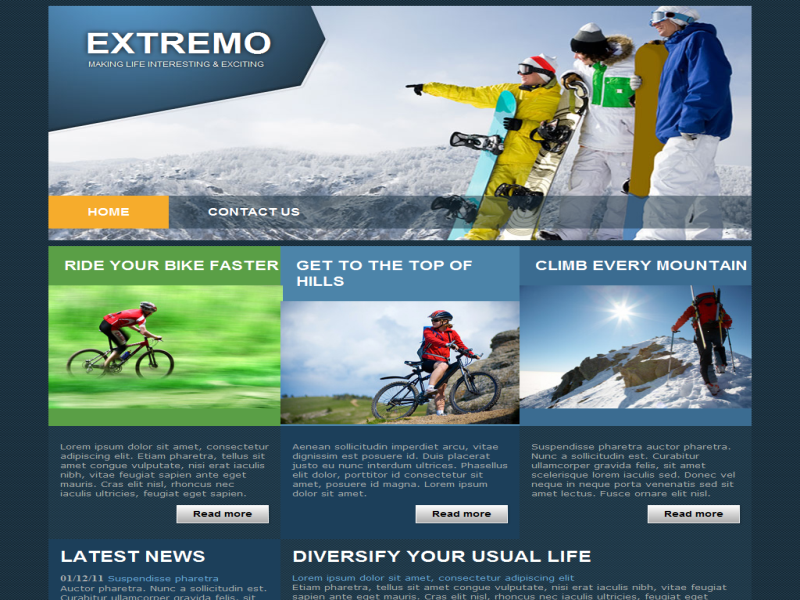 EXTREMO
MAKING LIFE INTERESTING & EXCITING
HOME
CONTACT US
RIDE YOUR BIKE FASTER
GET TO THE TOP OF
HILLS
CLIMB EVERY MOUNTAIN
Lorem ipsum dolor sit amet, consectetur
adipiscing elit. Etiam pharetra, tellus sit
amet congue vulputate, nisi erat iaculis
nibh, vitae feugiat sapien ante eget
mauris. Cras elit nisl, rhoncus nec
iaculis ultricies, feugiat eget sapien.
Read more
Aenean sollicitudin imperdiet arcu, vitae
dignissim est posuere id. Duis placerat
justo eu nunc interdum ultrices. Phasellus
elit dolor, porttitor id consectetur sit
amet, posuere id magna. Lorem ipsum
dolor sit amet.
Read more
Suspendisse pharetra auctor pharetra.
Nunc a sollicitudin est. Curabitur
ullamcorper gravida felis, sit amet
scelerisque lorem iaculis sed. Donec vel
neque in neque porta venenatis sed sit
amet lectus. Fusce ornare elit nisl.
Read more
LATEST NEWS
01/12/11 Suspendisse pharetra
Auctor pharetra. Nunc a sollicitudin est.
Curabitur ullamcorper gravida felis, sit
DIVERSIFY YOUR USUAL LIFE
Lorem ipsum dolor sit amet, consectetur adipiscing elit
Etiam pharetra, tellus sit amet congue vulputate, nisi erat iaculis nibh, vitae feugiat
sapien ante eget mauris. Cras elit nisl, rhoncus nec iaculis ultricies, feugiat eget